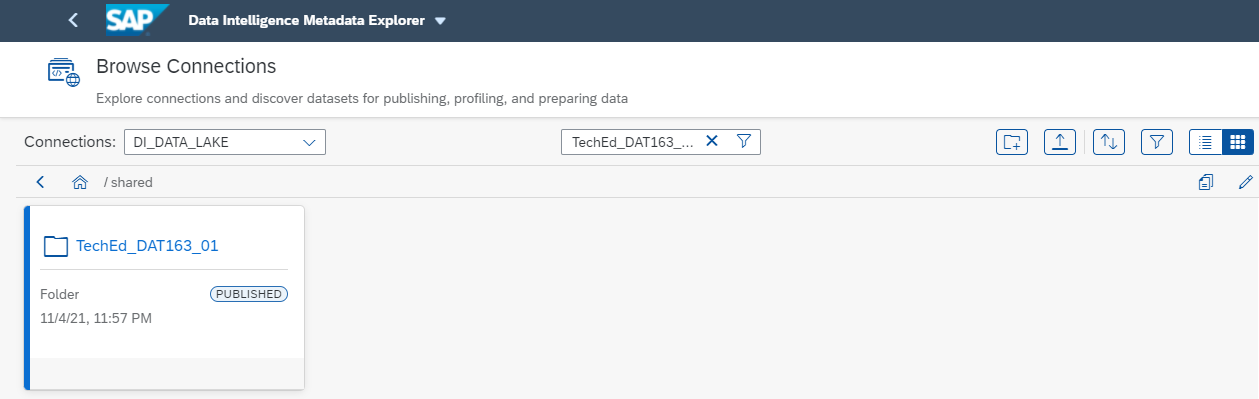 SAP Data Intelligence Metadata Explorer
Browse Connections
Explore connections and discover datasets for publishing, profiling, and preparing data
Connections: DI_DATA_LAKE TechEd_DAT163_...
/ shared
TechEd_DAT163_01
Folder PUBLISHED
11/4/21, 11:57 PM